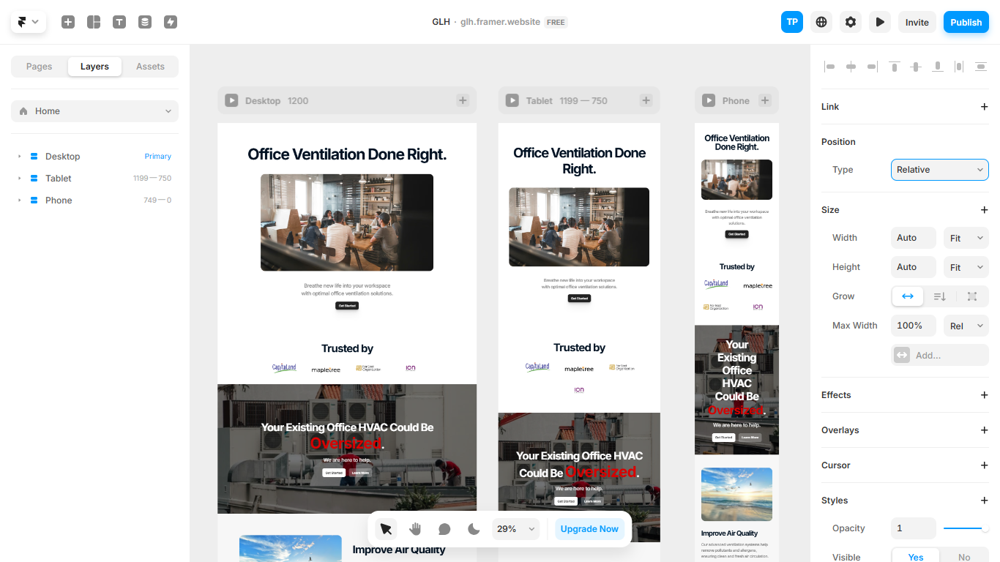 GLH · glh.framer.website FREE
TP
Invite
Publish
Pages
Layers
Assets
Home
Desktop
Primary
Tablet
1199 — 750
Phone
749 — 0
Desktop 1200
Office Ventilation Done Right.
Breathe new life into your workspace
with optimal office ventilation solutions.
Get Started
Trusted by
CapitaLand
mapletree
Far East
Organization
ion
Your Existing Office HVAC Could Be
Oversized.
We are here to help.
Get Started
Learn More
Improve Air Quality
Tablet 1199 — 750
Office Ventilation Done
Right.
Breathe new life into your workspace
with optimal office ventilation solutions.
Get Started
Trusted by
CapitaLand
mapletree
Far East
Organization
ion
Your Existing Office HVAC
Could Be Oversized.
We are here to help.
Get Started
Learn More
Phone
Office Ventilation
Done Right.
Breathe new life into your workspace
with optimal office ventilation
solutions.
Get Started
Trusted by
CapitaLand
mapletree
Far East
Organization
ion
Your
Existing
Office
HVAC
Could Be
Oversized.
We are here to help.
Get Started
Learn More
Improve Air Quality
Our advanced ventilation systems help
remove pollutants and allergens,
ensuring clean and fresh air circulation.
29%
Upgrade Now
Link
Position
Type
Relative
Size
Width
Auto
Fit
Height
Auto
Fit
Grow
Max Width
100%
Rel
Add...
Effects
Overlays
Cursor
Styles
Opacity
1
Visible
Yes
No